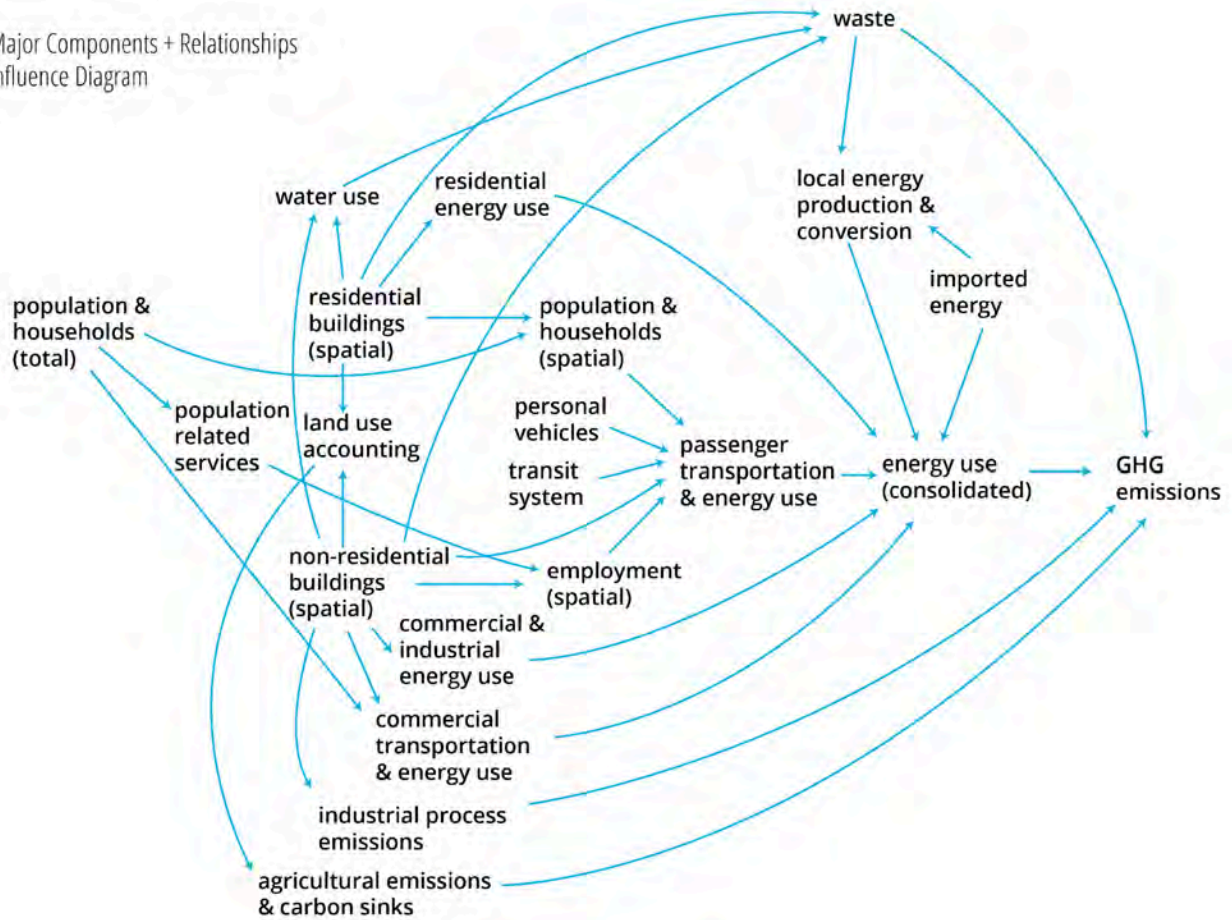 Major Components + Relationships
nfluence Diagram
waste
water use
residential
energy use
local energy
production &
conversion
imported
energy
population &
households
(total)
residential
buildings
(spatial)
population &
households
(spatial)
population
related
services
land use
accounting
personal
vehicles
transit
system
passenger
transportation
& energy use
energy use
(consolidated)
GHG
emissions
non-residential
buildings
(spatial)
employment
(spatial)
commercial &
industrial
energy use
commercial
transportation
& energy use
industrial process
emissions
agricultural emissions
& carbon sinks